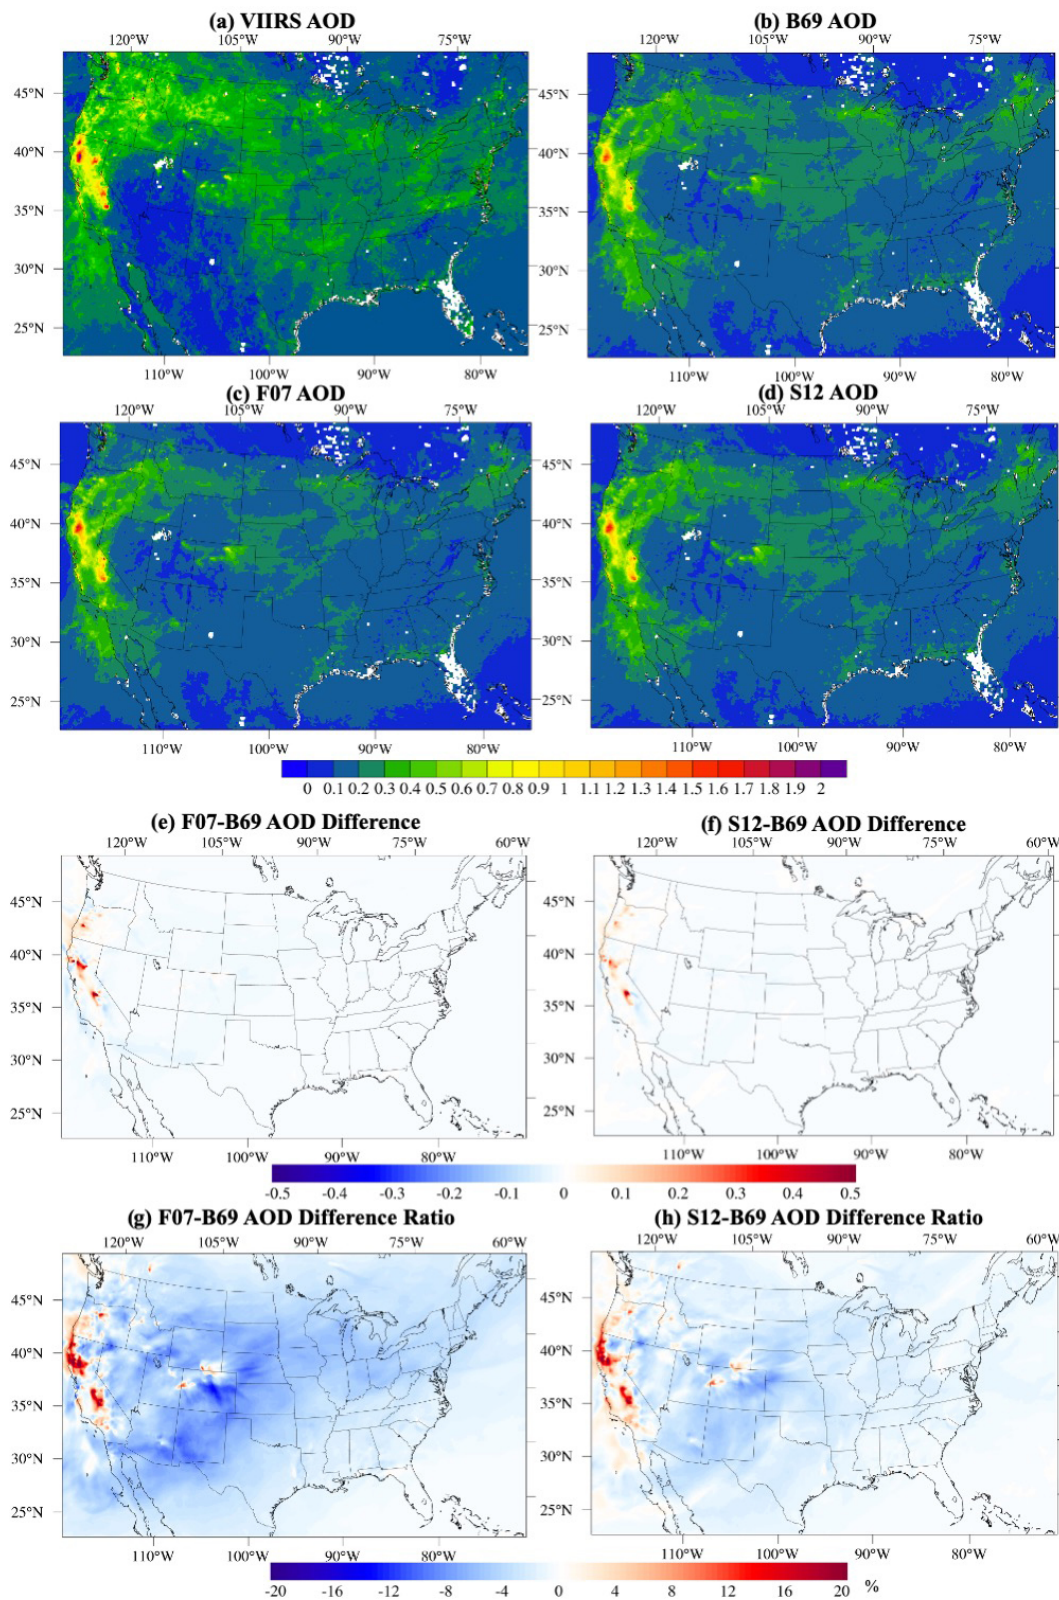 (a) VIIRS AOD
(b) B69 AOD
120°W 105°W 90°W 75°W
120°W 105°W 90°W 75°W
45°N
40°N
35°N
30°N
25°N
45°N
40°N
35°N
30°N
25°N
110°W 100°W 90°W 80°W
110°W 100°W 90°W 80°W
(c) F07 AOD
(d) S12 AOD
120°W 105°W 90°W 75°W
120°W 105°W 90°W 75°W
45°N
40°N
35°N
30°N
25°N
45°N
40°N
35°N
30°N
25°N
110°W 100°W 90°W 80°W
110°W 100°W 90°W 80°W
0 0.1 0.2 0.3 0.4 0.5 0.6 0.7 0.8 0.9 1 1.1 1.2 1.3 1.4 1.5 1.6 1.7 1.8 1.9 2
(e) F07-B69 AOD Difference
(f) S12-B69 AOD Difference
120°W 105°W 90°W 75°W 60°W
120°W 105°W 90°W 75°W 60°W
45°N
40°N
35°N
30°N
25°N
45°N
40°N
35°N
30°N
25°N
110°W 100°W 90°W 80°W
110°W 100°W 90°W 80°W
-0.5 -0.4 -0.3 -0.2 -0.1 0 0.1 0.2 0.3 0.4 0.5
(g) F07-B69 AOD Difference Ratio
(h) S12-B69 AOD Difference Ratio
120°W 105°W 90°W 75°W 60°W
120°W 105°W 90°W 75°W 60°W
45°N
40°N
35°N
30°N
25°N
45°N
40°N
35°N
30°N
25°N
110°W 100°W 90°W 80°W
110°W 100°W 90°W 80°W
-20 -16 -12 -8 -4 0 4 8 12 16 20 %